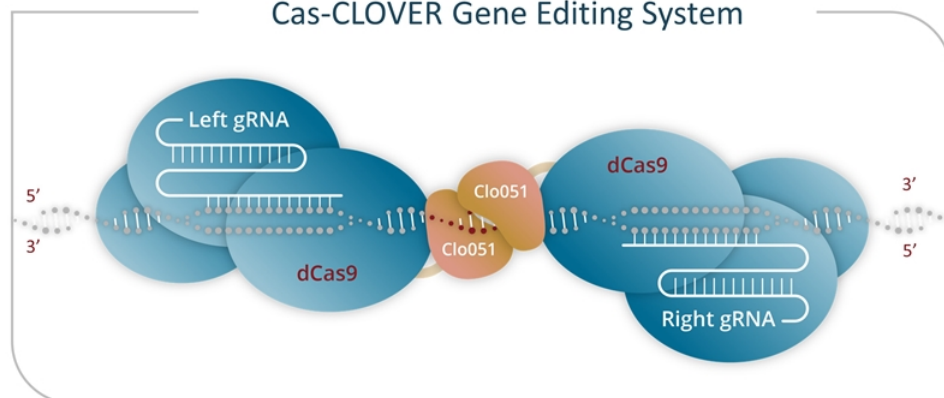 Cas-CLOVER Gene Editing System
Left gRNA
dCas9
Clo051
5’
3’
3’
Clo051
5’
dCas9
Right gRNA